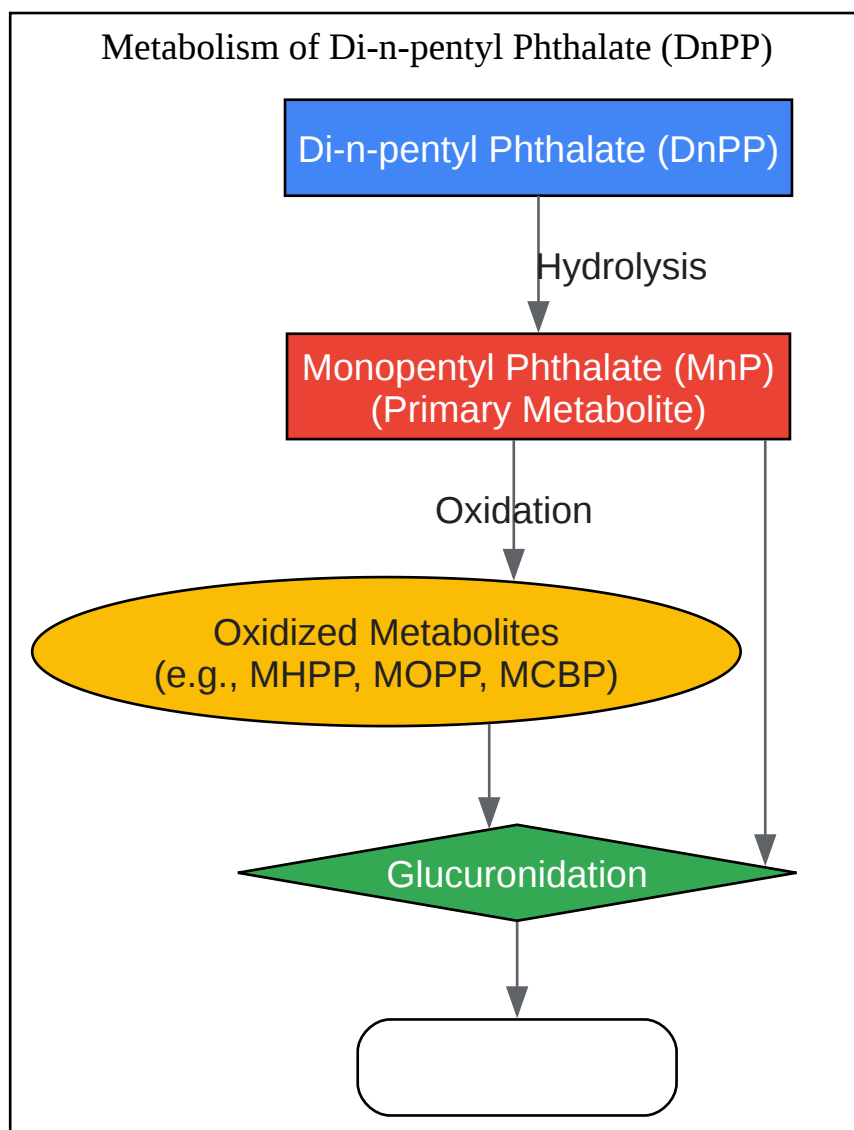 Metabolism of Di-n-pentyl Phthalate (DnPP)
Di-n-pentyl Phthalate (DnPP)
Hydrolysis
Monopentyl Phthalate (MnP)
(Primary Metabolite)
Oxidation
Oxidized Metabolites
(e.g., MHPP, MOPP, MCBP)
Glucuronidation